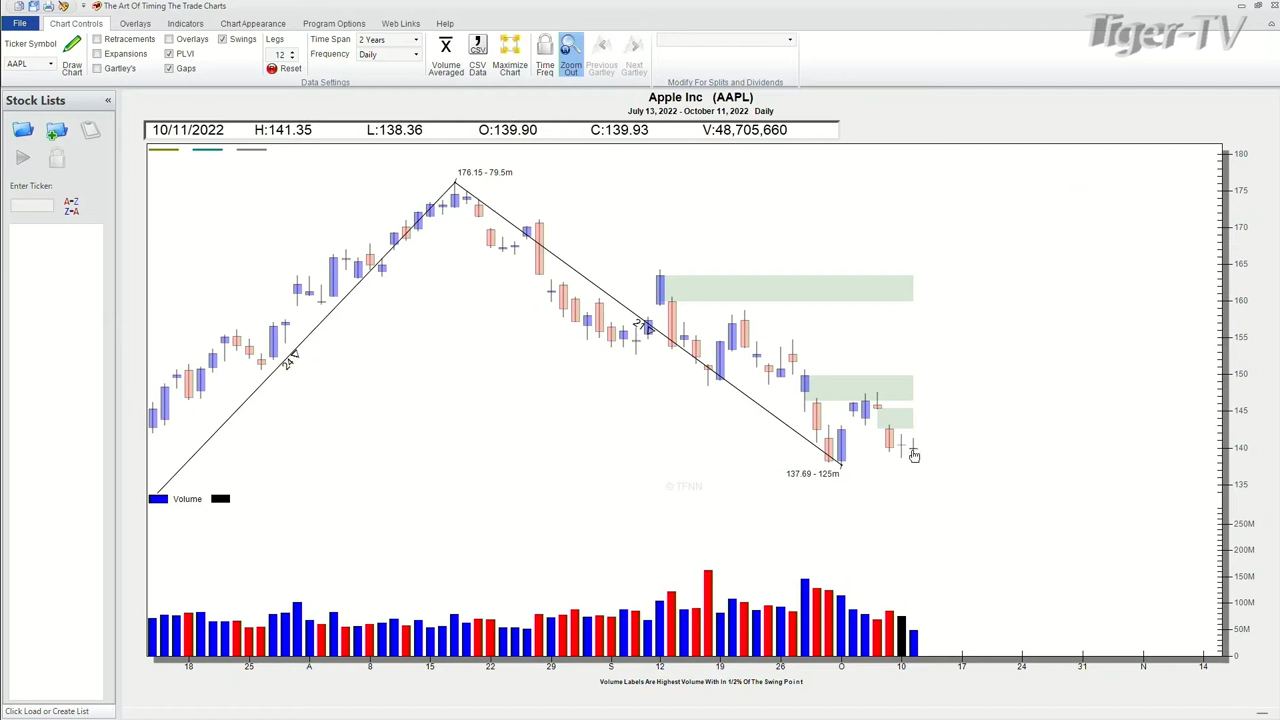 The Art Of Timing The Trade Charts
Tiger-TV
File
Chart Controls
Overlays
Indicators
Chart Appearance
Program Options
Web Links
Help
Ticker Symbol
AAPL
Draw
Chart
Retracements
Overlays
Swings
Expansions
PLVI
Gartley's
Gaps
Legs
12
Reset
Time Span
2 Years
Frequency
Daily
Data Settings
Volume
Averaged
CSV
CSV
Data
Maximize
Chart
Time
Freq
Zoom
Out
Previous
Gartley
Next
Gartley
Modify For Splits and Dividends
Stock Lists
«
Enter Ticker:
A-Z
Z-A
Click Load or Create List
Apple Inc (AAPL)
July 13, 2022 - October 11, 2022 Daily
10/11/2022 H:141.35 L:138.36 O:139.90 C:139.93 V:48,705,660
176.15 - 79.5m
24
21
137.69 - 125m
© TFNN
Volume
180
175
170
165
160
155
150
145
140
135
250M
200M
150M
100M
50M
0
18 25 A 8 15 22 29 S 12 19 26 O 10 17 24 31 N 14
Volume Labels Are Highest Volume With In 1/2% Of The Swing Point